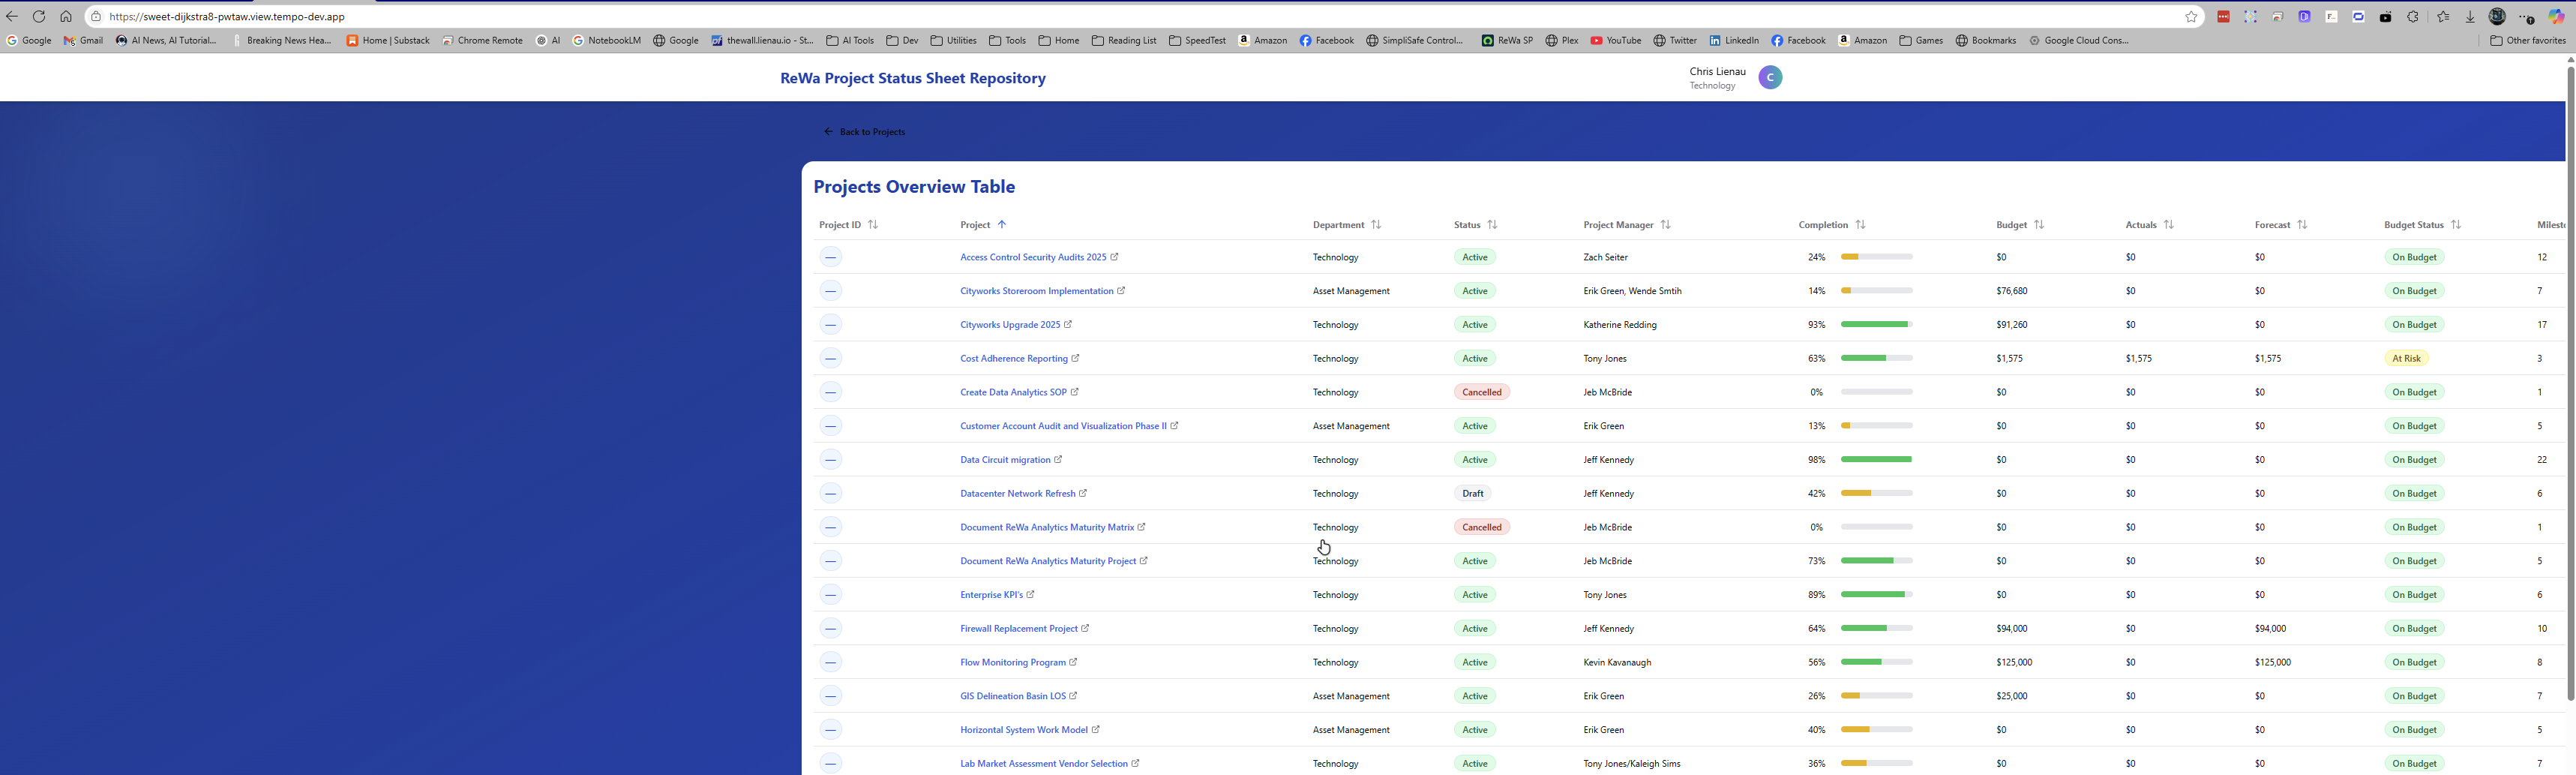 https://sweet-dijkstra8-pwtaw.view.tempo-dev.app
Google Gmail AI News, AI Tutorial... Breaking News Hea... Home | Substack Chrome Remote AI NotebookLM Google thewall.lienau.io - St... AI Tools Dev Utilities Tools Home Reading List SpeedTest Amazon Facebook SimpliSafe Control... ReWa SP Plex YouTube Twitter LinkedIn Facebook Amazon Games Bookmarks Google Cloud Cons... Other favorites
ReWa Project Status Sheet Repository
Chris Lienau
Technology
C
Back to Projects
Projects Overview Table
Project ID Project Department Status Project Manager Completion Budget Actuals Forecast Budget Status Milest
— Access Control Security Audits 2025 Technology Active Zach Seiter 24% $0 $0 $0 On Budget 12
— Cityworks Storeroom Implementation Asset Management Active Erik Green, Wende Smtih 14% $76,680 $0 $0 On Budget 7
— Cityworks Upgrade 2025 Technology Active Katherine Redding 93% $91,260 $0 $0 On Budget 17
— Cost Adherence Reporting Technology Active Tony Jones 63% $1,575 $1,575 $1,575 At Risk 3
— Create Data Analytics SOP Technology Cancelled Jeb McBride 0% $0 $0 $0 On Budget 1
— Customer Account Audit and Visualization Phase II Asset Management Active Erik Green 13% $0 $0 $0 On Budget 5
— Data Circuit migration Technology Active Jeff Kennedy 98% $0 $0 $0 On Budget 22
— Datacenter Network Refresh Technology Draft Jeff Kennedy 42% $0 $0 $0 On Budget 6
— Document ReWa Analytics Maturity Matrix Technology Cancelled Jeb McBride 0% $0 $0 $0 On Budget 1
— Document ReWa Analytics Maturity Project Technology Active Jeb McBride 73% $0 $0 $0 On Budget 5
— Enterprise KPI's Technology Active Tony Jones 89% $0 $0 $0 On Budget 6
— Firewall Replacement Project Technology Active Jeff Kennedy 64% $94,000 $0 $94,000 On Budget 10
— Flow Monitoring Program Technology Active Kevin Kavanaugh 56% $125,000 $0 $125,000 On Budget 8
— GIS Delineation Basin LOS Asset Management Active Erik Green 26% $25,000 $0 $0 On Budget 7
— Horizontal System Work Model Asset Management Active Erik Green 40% $0 $0 $0 On Budget 5
— Lab Market Assessment Vendor Selection Technology Active Tony Jones/Kaleigh Sims 36% $0 $0 $0 On Budget 7